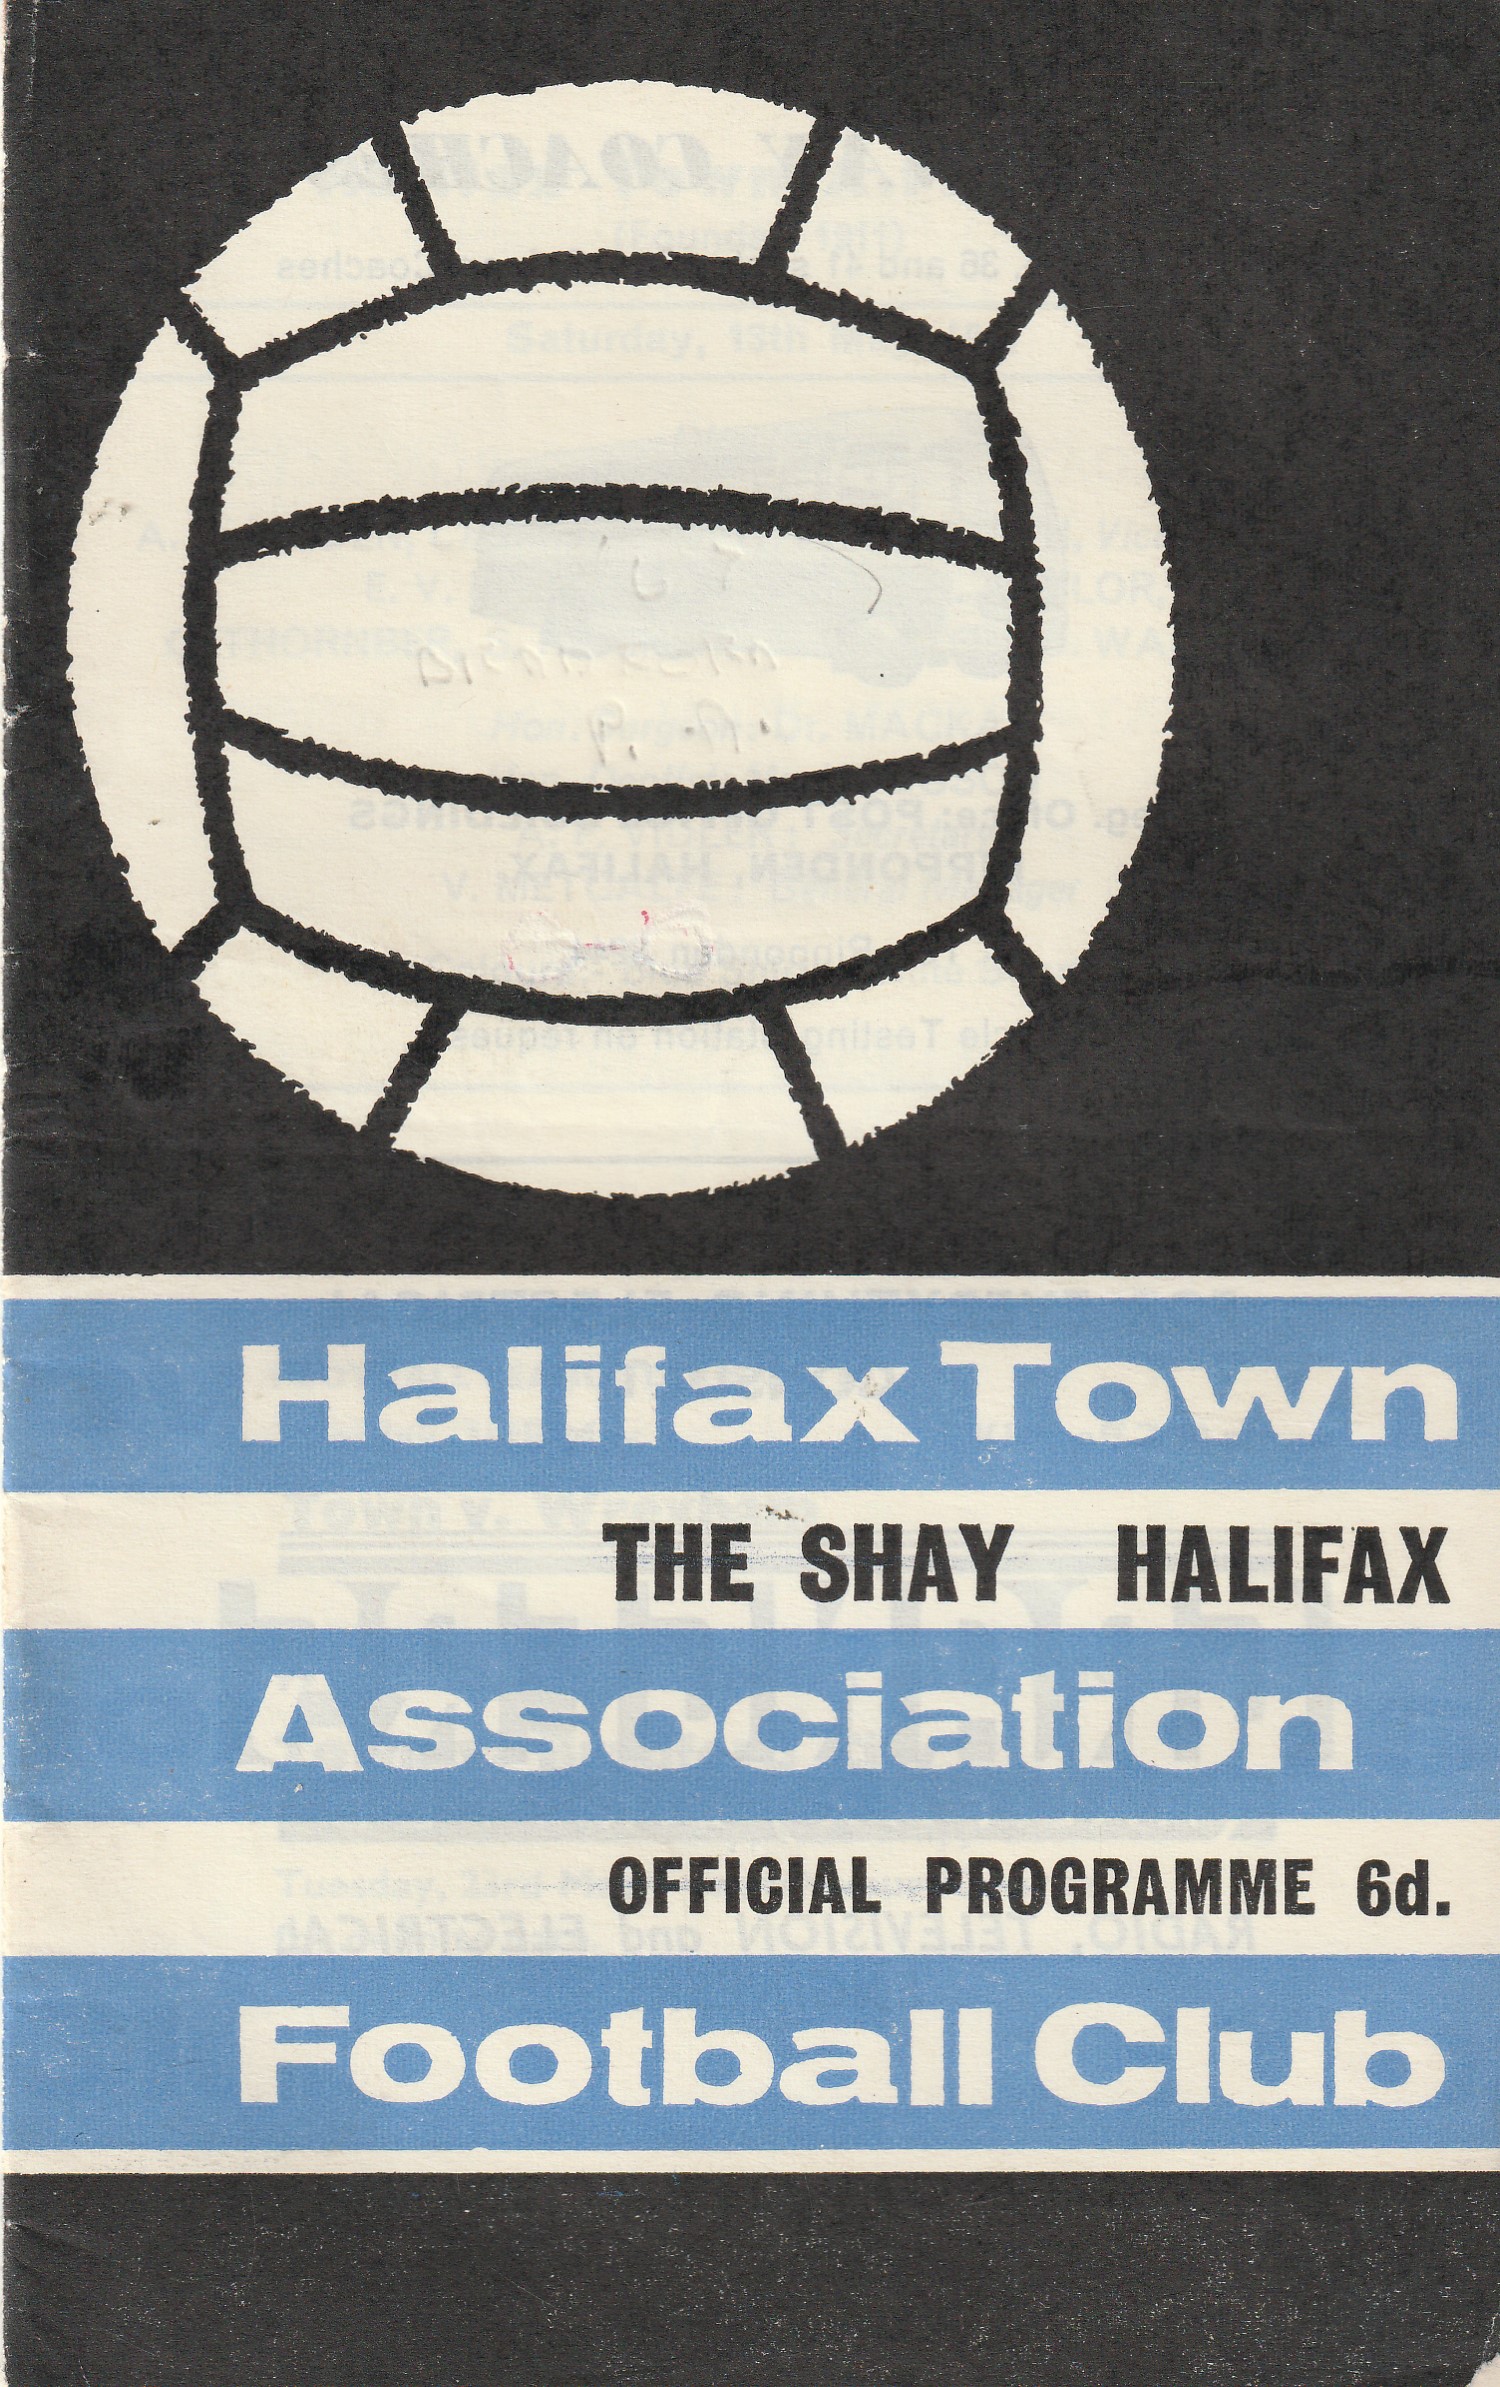 Halifax Town
THE SHAY HALIFAX
Association
OFFICIAL PROGRAMME 6d.
Football Club